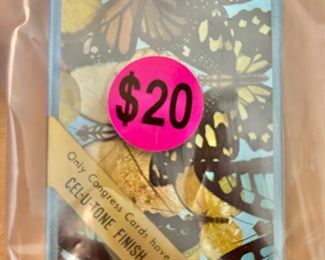 $20
Only Congress Cards have
CEL-U-TONE FINISH